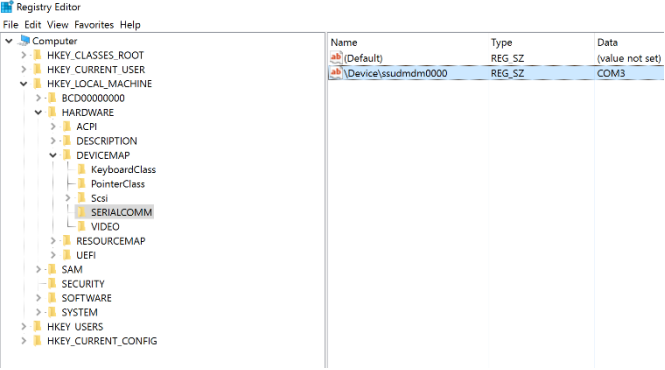 Registry Editor
File Edit View Favorites Help
Computer
HKEY_CLASSES_ROOT
HKEY_CURRENT_USER
HKEY_LOCAL_MACHINE
BCD00000000
HARDWARE
ACPI
DESCRIPTION
DEVICEMAP
KeyboardClass
PointerClass
Scsi
SERIALCOMM
VIDEO
RESOURCEMAP
UEFI
SAM
SECURITY
SOFTWARE
SYSTEM
HKEY_USERS
HKEY_CURRENT_CONFIG
Name Type Data
ab (Default) REG_SZ (value not set)
ab \Device\ssudmdm0000 REG_SZ COM3